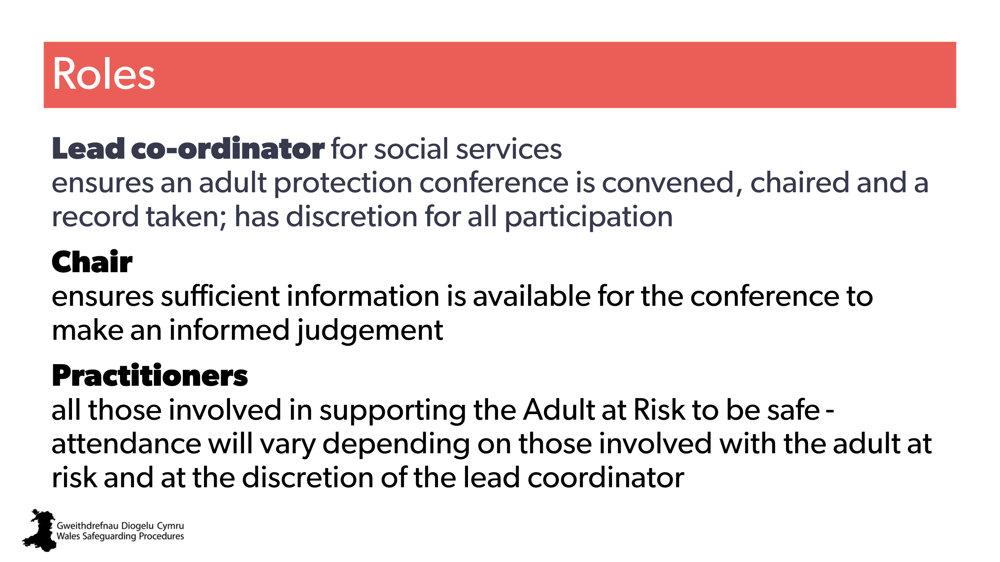 Roles
Lead co-ordinator for social services
ensures an adult protection conference is convened, chaired and a
record taken; has discretion for all participation
Chair
ensures sufficient information is available for the conference to
make an informed judgement
Practitioners
all those involved in supporting the Adult at Risk to be safe -
attendance will vary depending on those involved with the adult at
risk and at the discretion of the lead coordinator
Gweithdrefnau Diogelu Cymru
Wales Safeguarding Procedures